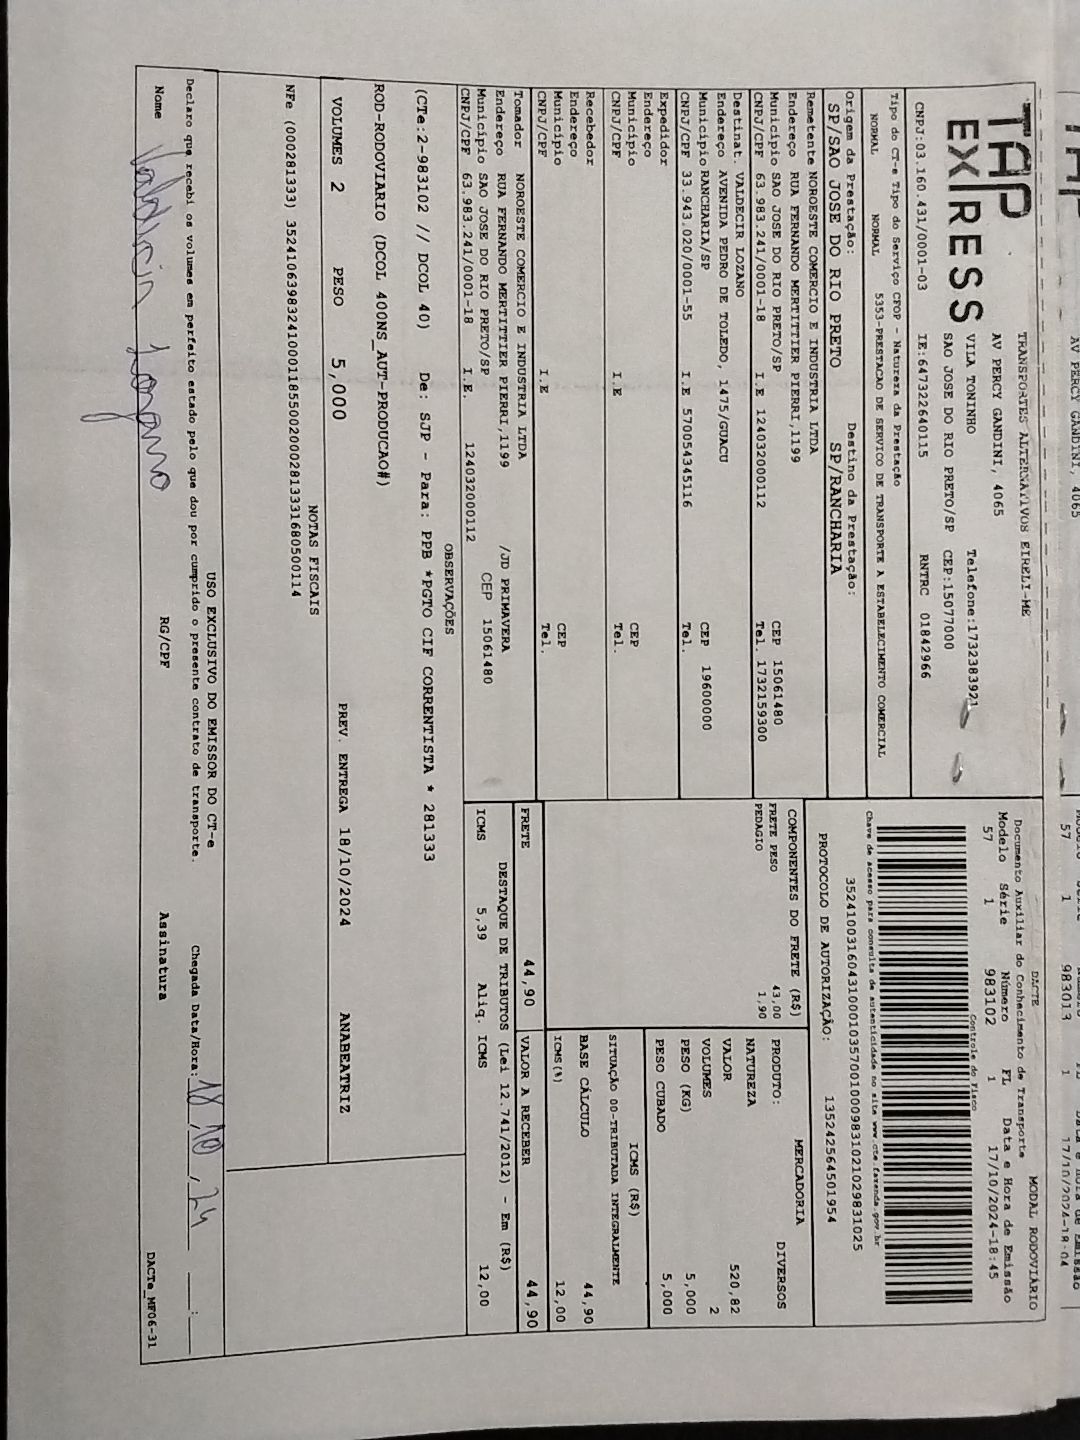 TAP
EXPRESS
TRANSPORTES ALTERNATIVOS EIRELI-ME
AV PERCY GANDINI, 4065
VILA TONINHO Telefone:1732383921
SAO JOSE DO RIO PRETO/SP CEP:15077000
CNPJ:03.160.431/0001-03 IE:647322640115 RNTRC 01842966
DACTE MODAL RODOVIÁRIO
Documento Auxiliar do Conhecimento de Transporte
Modelo Série Número FL Data e Hora de Emissão
57 1 983102 1 17/10/2024-18:45
Controle do Fisco
Chave de acesso para consulta de autenticidade no site www.cte.fazenda.gov.br
35241003160431000103570010009831021029831025
PROTOCOLO DE AUTORIZAÇÃO: 135242564501954
Tipo do CT-e Tipo do Serviço CFOP - Natureza da Prestação
NORMAL NORMAL 5353-PRESTACAO DE SERVICO DE TRANSPORTE A ESTABELECIMENTO COMERCIAL
Origem da Prestação: Destino da Prestação:
SP/SAO JOSE DO RIO PRETO SP/RANCHARIA
Remetente NOROESTE COMERCIO E INDUSTRIA LTDA
Endereço RUA FERNANDO MERTITTIER PIERRI,1199
Município SAO JOSE DO RIO PRETO/SP CEP 15061480
CNPJ/CPF 63.983.241/0001-18 I.E 124032000112 Tel. 1732159300
Destinat. VALDECIR LOZANO
Endereço AVENIDA PEDRO DE TOLEDO, 1475/GUACU
Município RANCHARIA/SP CEP 19600000
CNPJ/CPF 33.943.020/0001-55 I.E 570054345116 Tel.
Expedidor
Endereço
Município CEP
CNPJ/CPF I.E Tel.
Recebedor
Endereço
Município CEP
CNPJ/CPF I.E Tel.
Tomador NOROESTE COMERCIO E INDUSTRIA LTDA
Endereço RUA FERNANDO MERTITTIER PIERRI,1199 /JD PRIMAVERA
Município SAO JOSE DO RIO PRETO/SP CEP 15061480
CNPJ/CPF 63.983.241/0001-18 I.E. 124032000112
COMPONENTES DO FRETE (R$)
FRETE PESO 43,00
PEDAGIO 1,90
MERCADORIA
PRODUTO: DIVERSOS
NATUREZA
VALOR 520,82
VOLUMES 2
PESO (KG) 5,000
PESO CUBADO 5,000
ICMS (R$)
SITUAÇÃO 00-TRIBUTADA INTEGRALMENTE
BASE CÁLCULO 44,90
ICMS(%) 12,00
FRETE 44,90 VALOR A RECEBER 44,90
DESTAQUE DE TRIBUTOS (Lei 12.741/2012) - Em (R$)
ICMS 5,39 Aliq. ICMS 12,00
OBSERVAÇÕES
(CTe:2-983102 // DCOL 40) De: SJP - Para: PPB *PGTO CIF CORRENTISTA * 281333
ROD-RODOVIARIO (DCOL 400NS_AUT-PRODUCAO#)
VOLUMES 2 PESO 5,000 PREV. ENTREGA 18/10/2024 ANABEATRIZ
NOTAS FISCAIS
NFe (000281333) 35241063983241000118550020002813331680500114
USO EXCLUSIVO DO EMISSOR DO CT-e
Declaro que recebi os volumes em perfeito estado pelo que dou por cumprido o presente contrato de transporte. Chegada Data/Hora: 18/10/24 __:__
Nome Valdecir Lozano RG/CPF Assinatura
DACTe_MF06-31
AV PERCY GANDINI, 4065
57 1 983013 1 17/10/2024-18:04